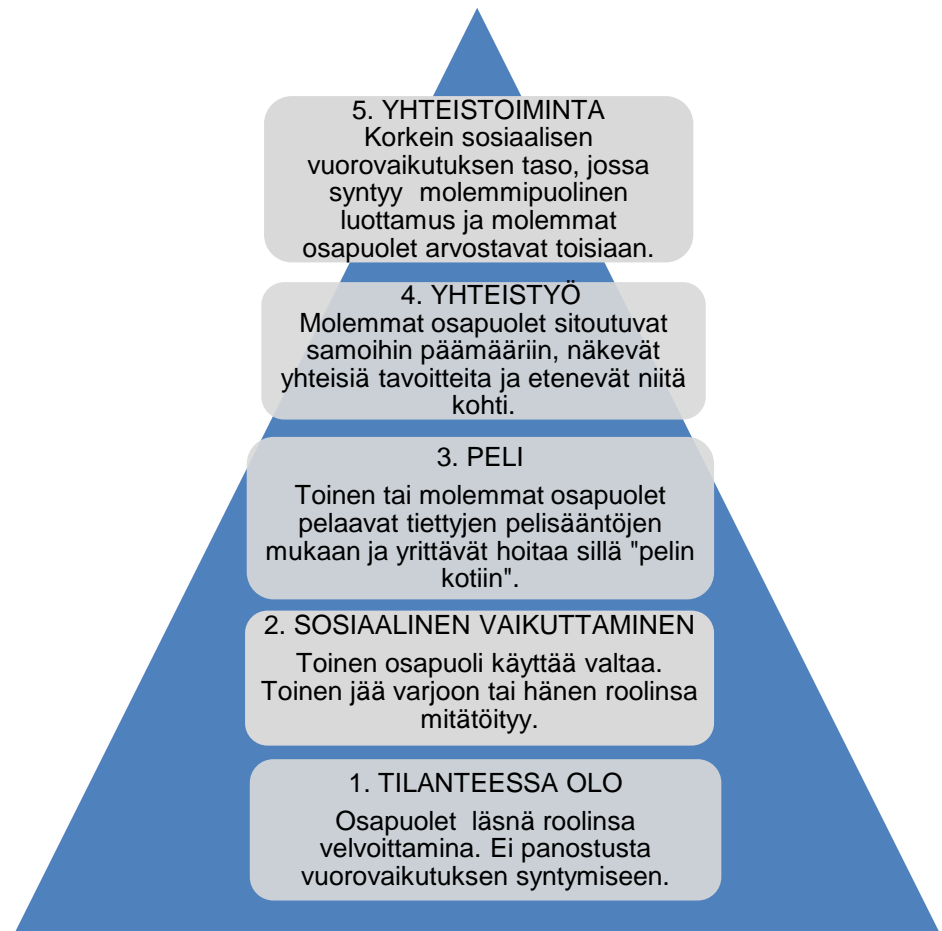 5. YHTEISTOIMINTA
Korkein sosiaalisen
vuorovaikutuksen taso, jossa
syntyy molemmipuolinen
luottamus ja molemmat
osapuolet arvostavat toisiaan.
4. YHTEISTYÖ
Molemmat osapuolet sitoutuvat
samoihin päämääriin, näkevät
yhteisiä tavoitteita ja etenevät niitä
kohti.
3. PELI
Toinen tai molemmat osapuolet
pelaavat tiettyjen pelisääntöjen
mukaan ja yrittävät hoitaa sillä "pelin
kotiin".
2. SOSIAALINEN VAIKUTTAMINEN
Toinen osapuoli käyttää valtaa.
Toinen jää varjoon tai hänen roolinsa
mitätöityy.
1. TILANTEESSA OLO
Osapuolet läsnä roolinsa
velvoittamina. Ei panostusta
vuorovaikutuksen syntymiseen.